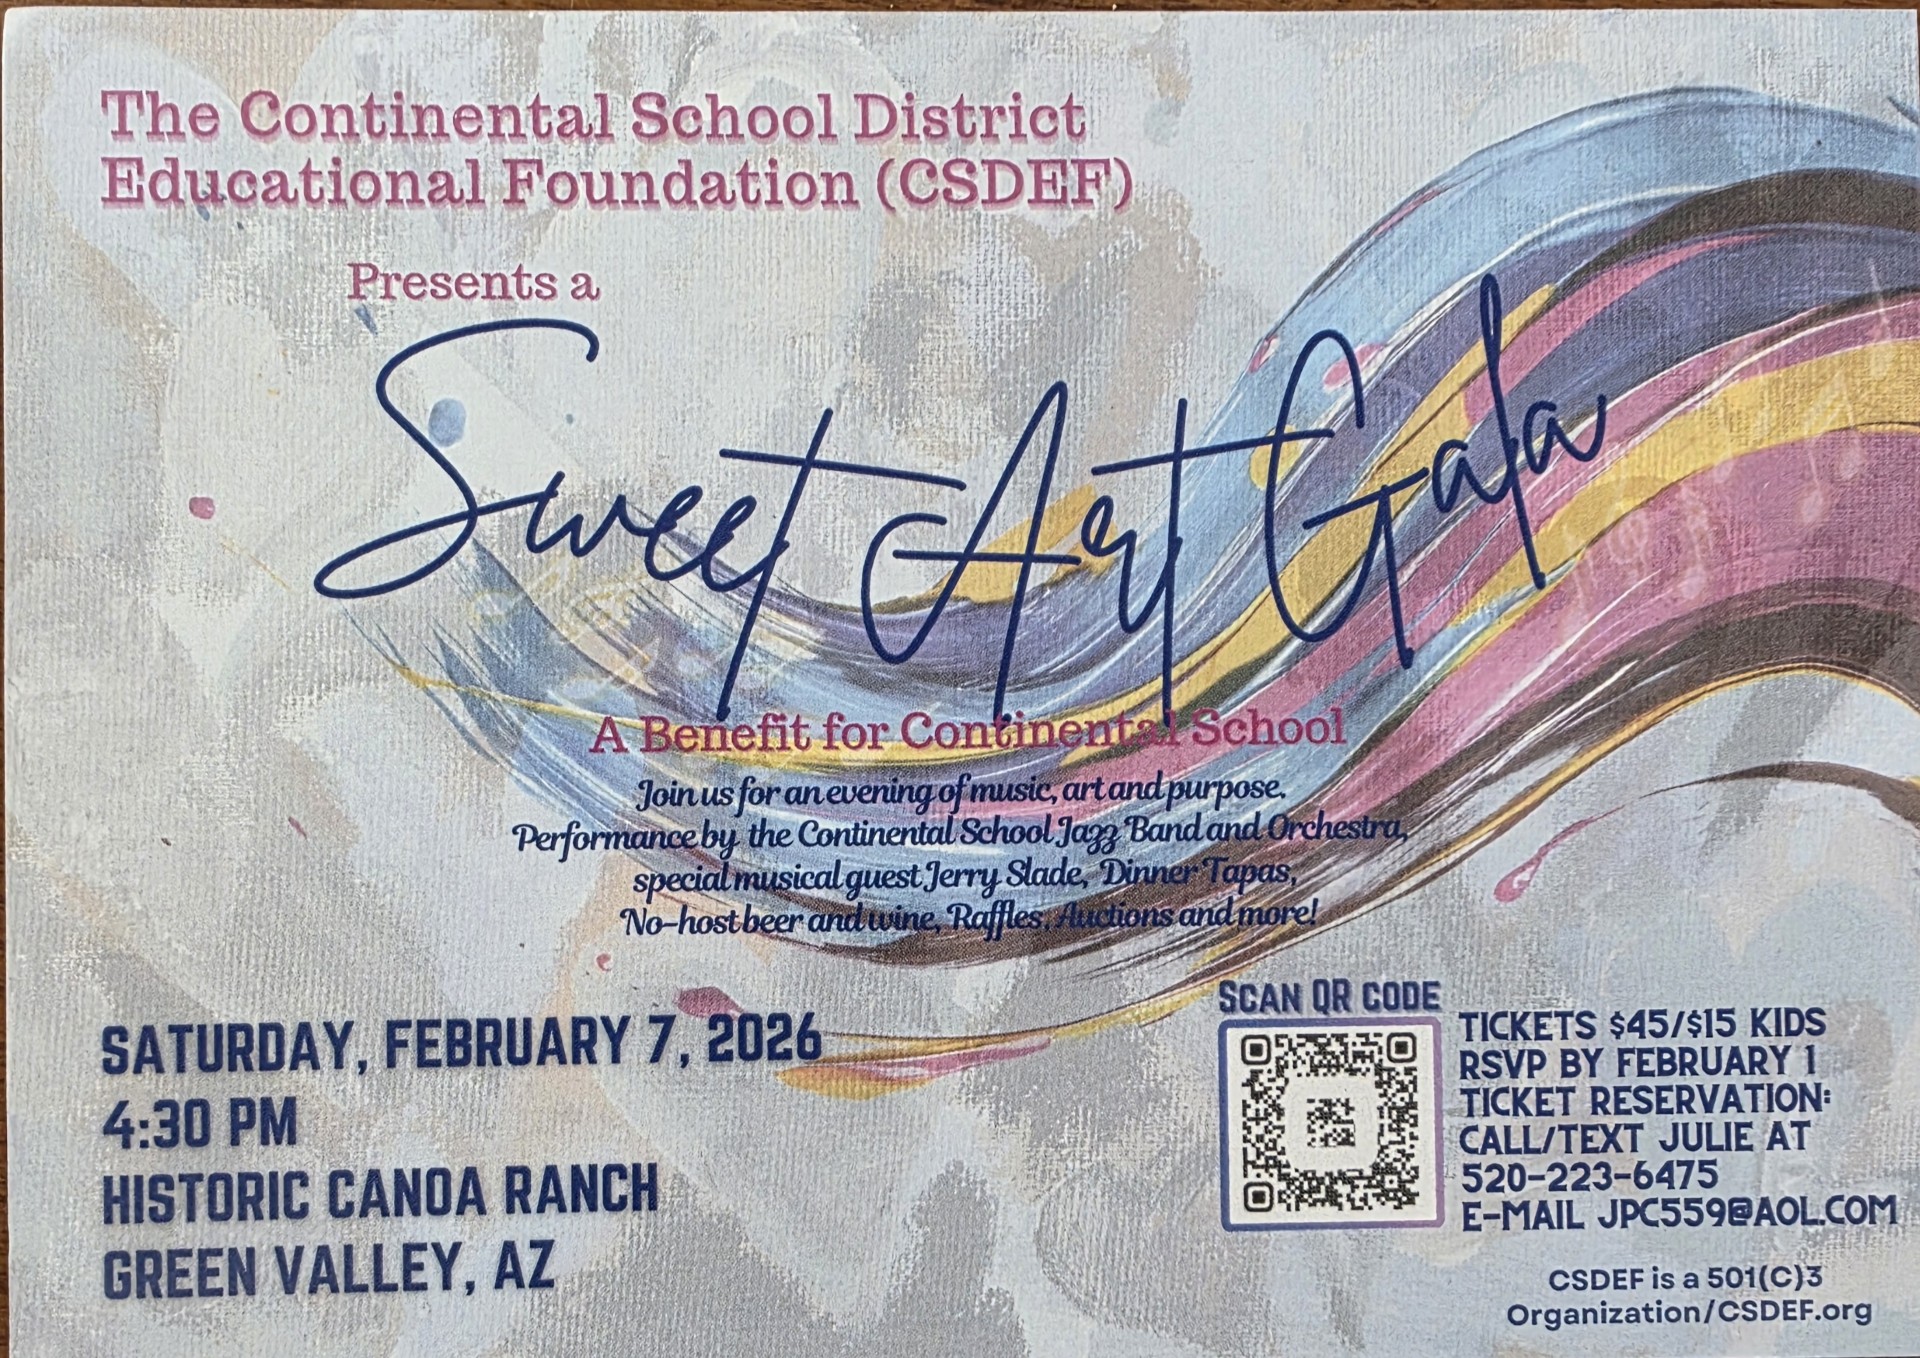 The Continental School District
Educational Foundation (CSDEF)
Presents a
Sweet Art Gala
A Benefit for Continental School
Join us for an evening of music, art and purpose.
Performance by the Continental School Jazz Band and Orchestra,
special musical guest Jerry Slade, Dinner Tapas,
No-host beer and wine, Raffles, Auctions and more!
SATURDAY, FEBRUARY 7, 2026
4:30 PM
HISTORIC CANOA RANCH
GREEN VALLEY, AZ
SCAN QR CODE
TICKETS $45/$15 KIDS
RSVP BY FEBRUARY 1
TICKET RESERVATION:
CALL/TEXT JULIE AT
520-223-6475
E-MAIL JPC559@AOL.COM
CSDEF is a 501(C)3
Organization/CSDEF.org